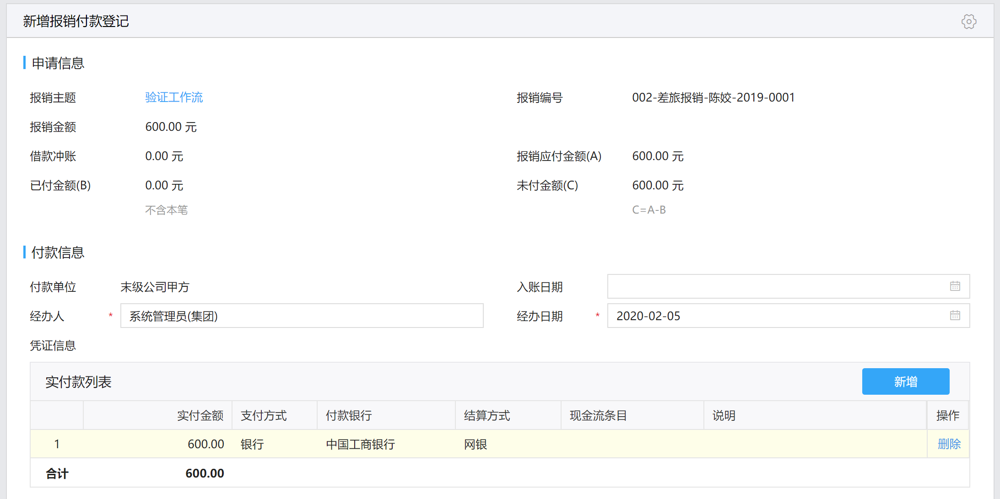 新增报销付款登记
申请信息
报销主题 验证工作流 报销编号 002-差旅报销-陈姣-2019-0001
报销金额 600.00 元
借款冲账 0.00 元 报销应付金额(A) 600.00 元
已付金额(B) 0.00 元 未付金额(C) 600.00 元
不含本笔 C=A-B
付款信息
付款单位 末级公司甲方 入账日期
经办人 * 系统管理员(集团) 经办日期 * 2020-02-05
凭证信息
实付款列表 新增
实付金额 支付方式 付款银行 结算方式 现金流条目 说明 操作
1 600.00 银行 中国工商银行 网银 删除
合计 600.00